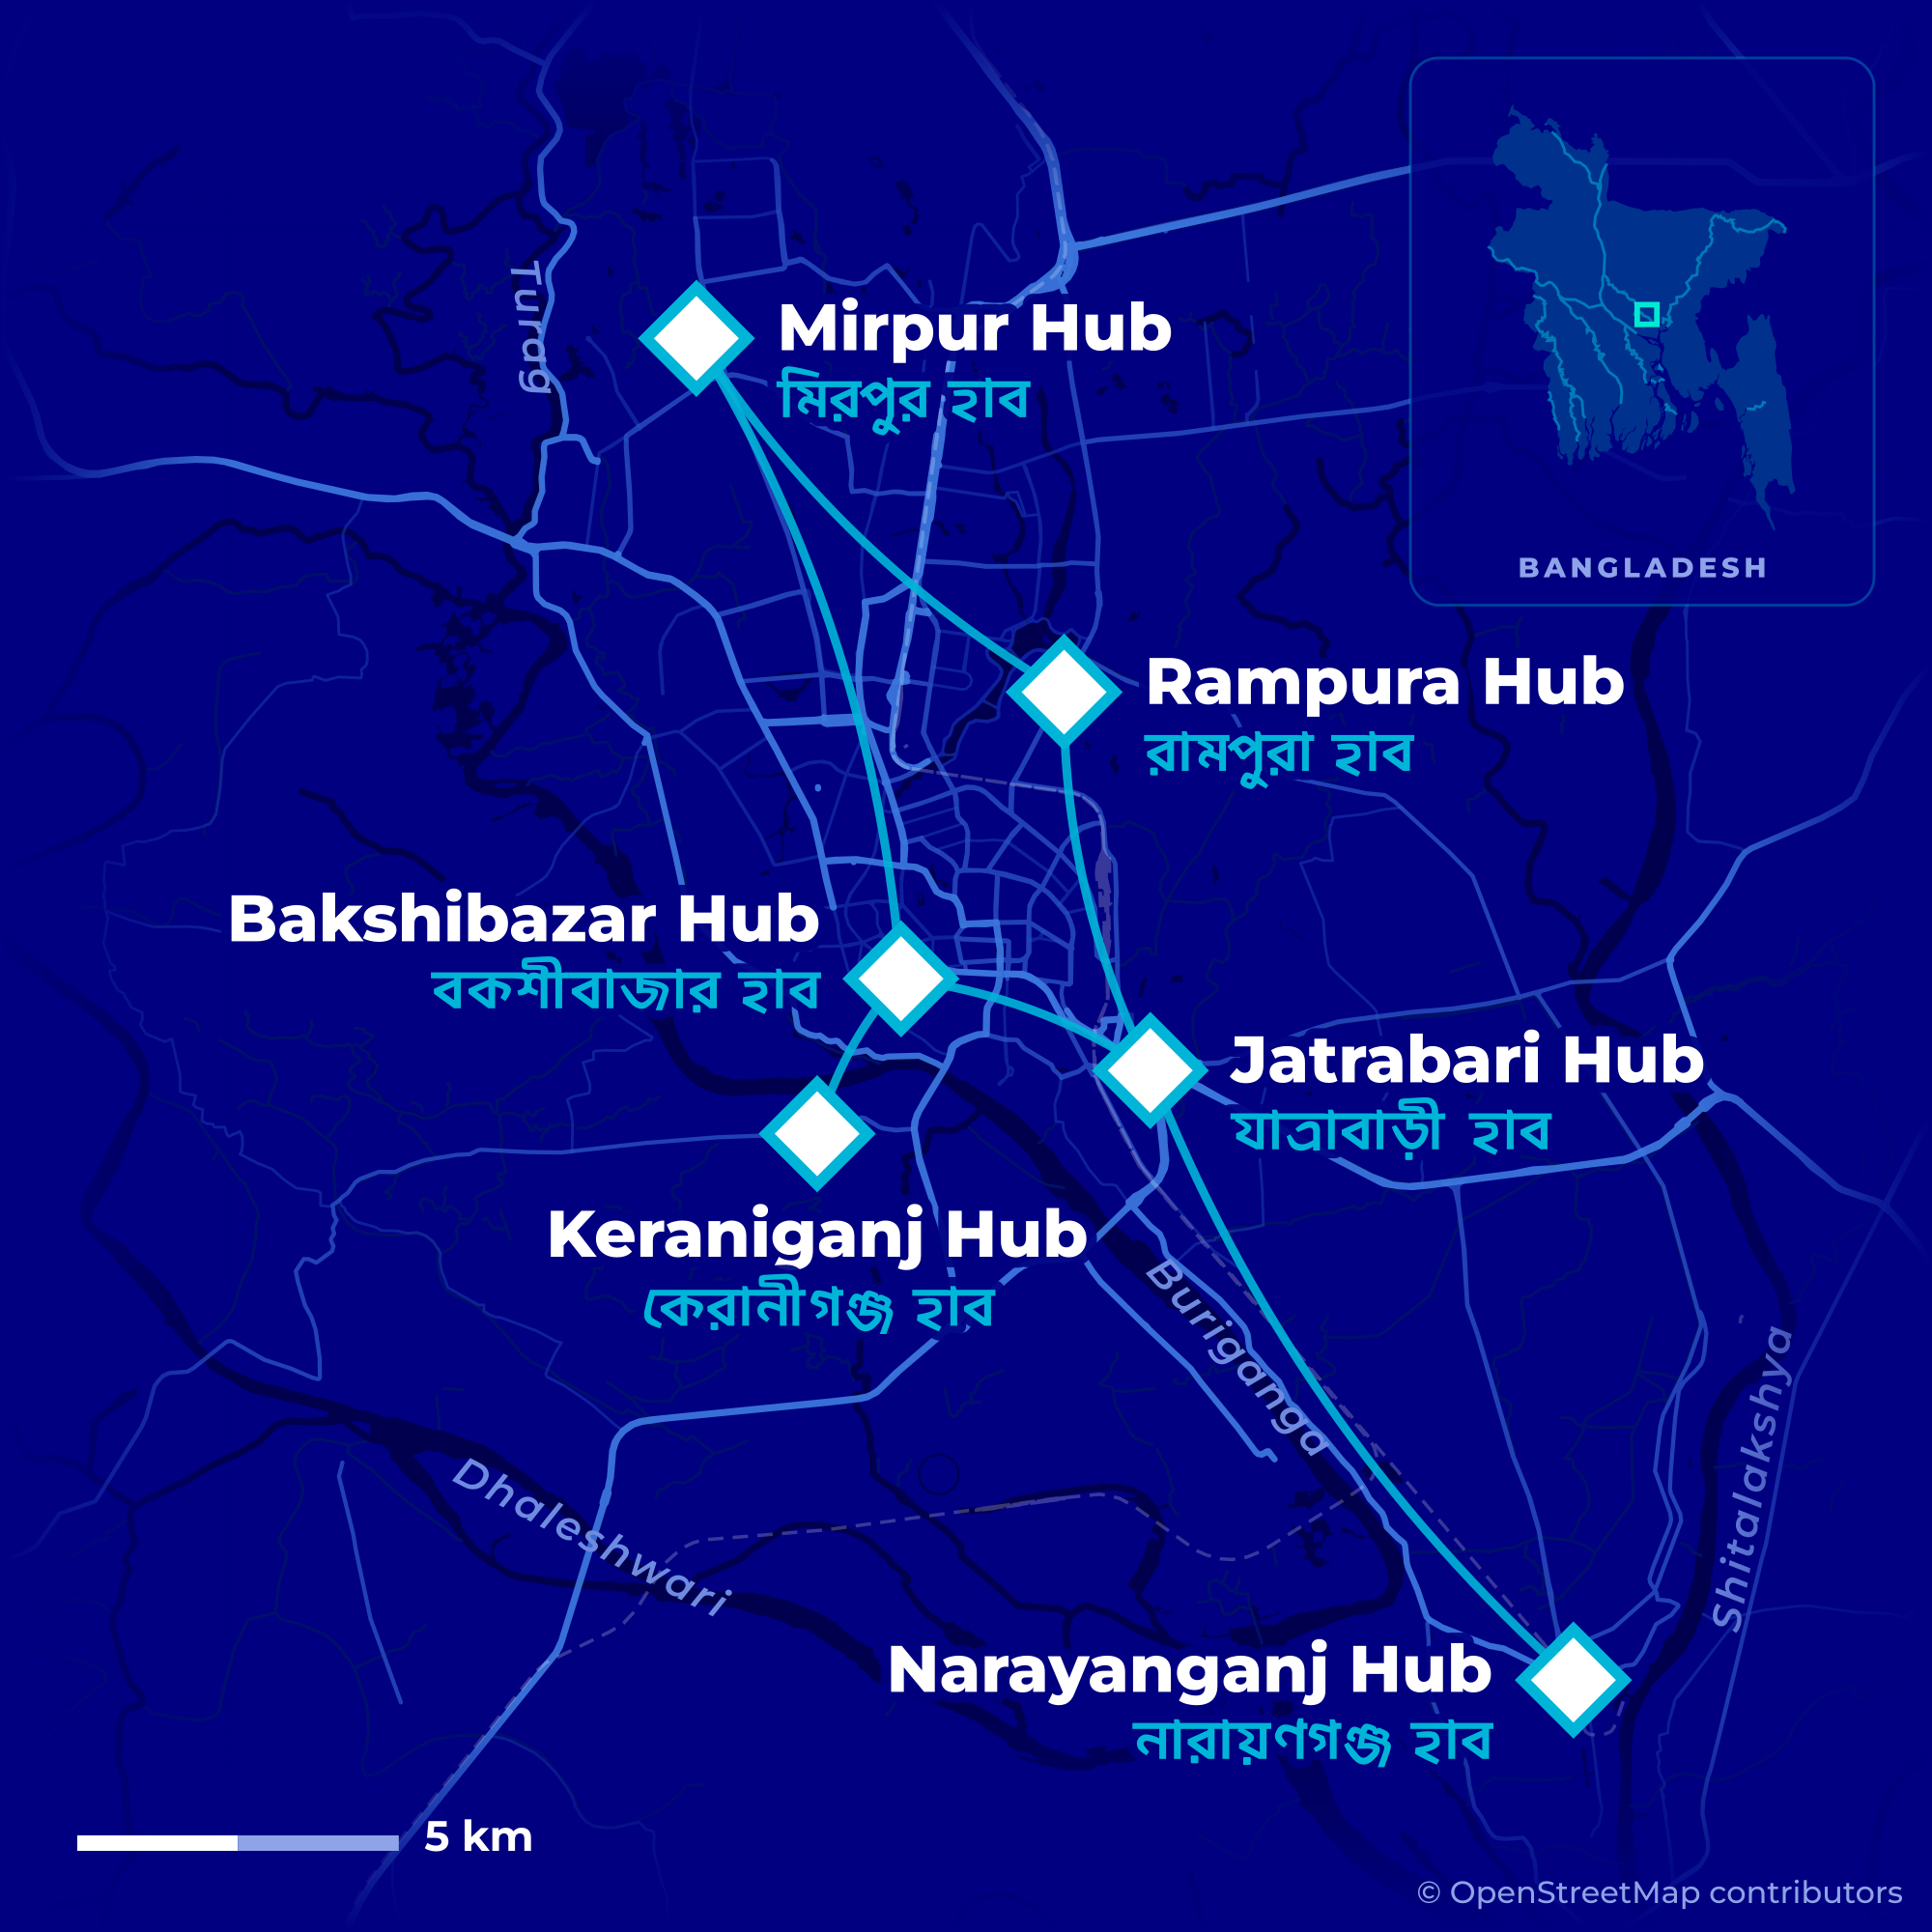 Turag
Mirpur Hub
মিরপুর হাব
BANGLADESH
Rampura Hub
রামপুরা হাব
Bakshibazar Hub
বকশীবাজার হাব
Jatrabari Hub
যাত্রাবাড়ী হাব
Keraniganj Hub
কেরানীগঞ্জ হাব
Buriganga
Shitalakshya
Dhaleshwari
Narayanganj Hub
নারায়ণগঞ্জ হাব
5 km
© OpenStreetMap contributors